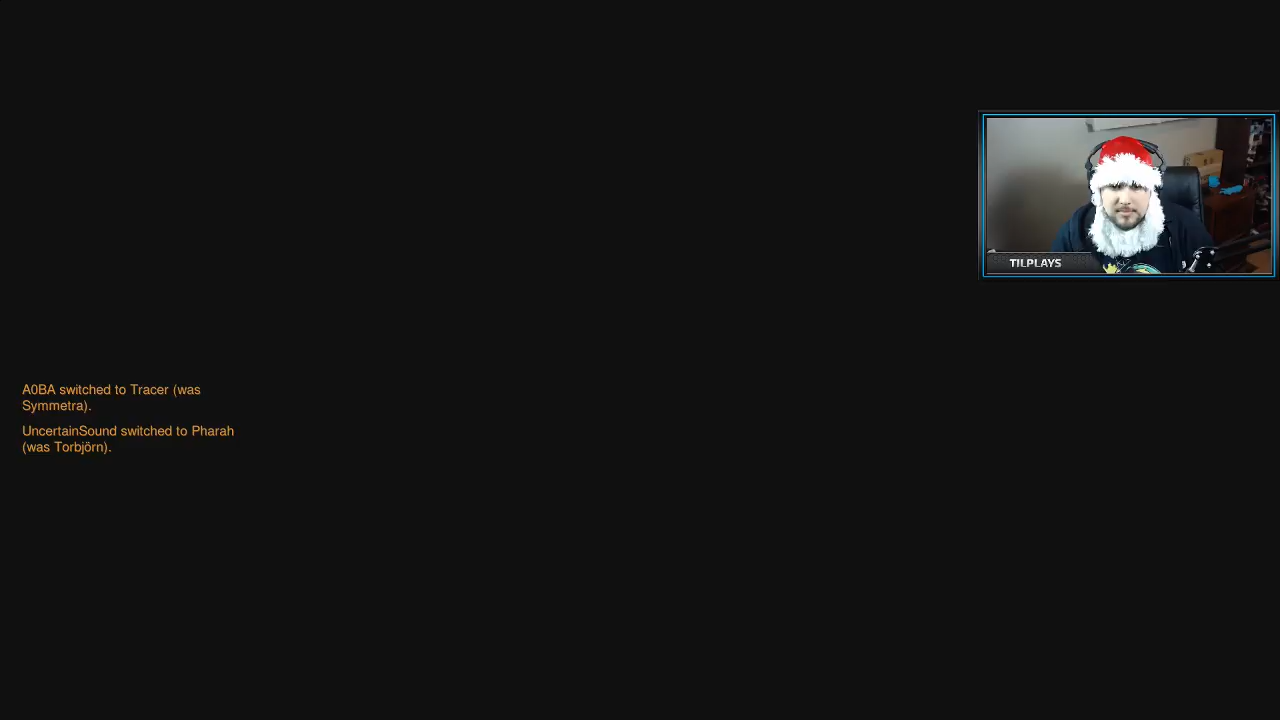 TILPLAYS
A0BA switched to Tracer (was
Symmetra).
UncertainSound switched to Pharah
(was Torbjörn).